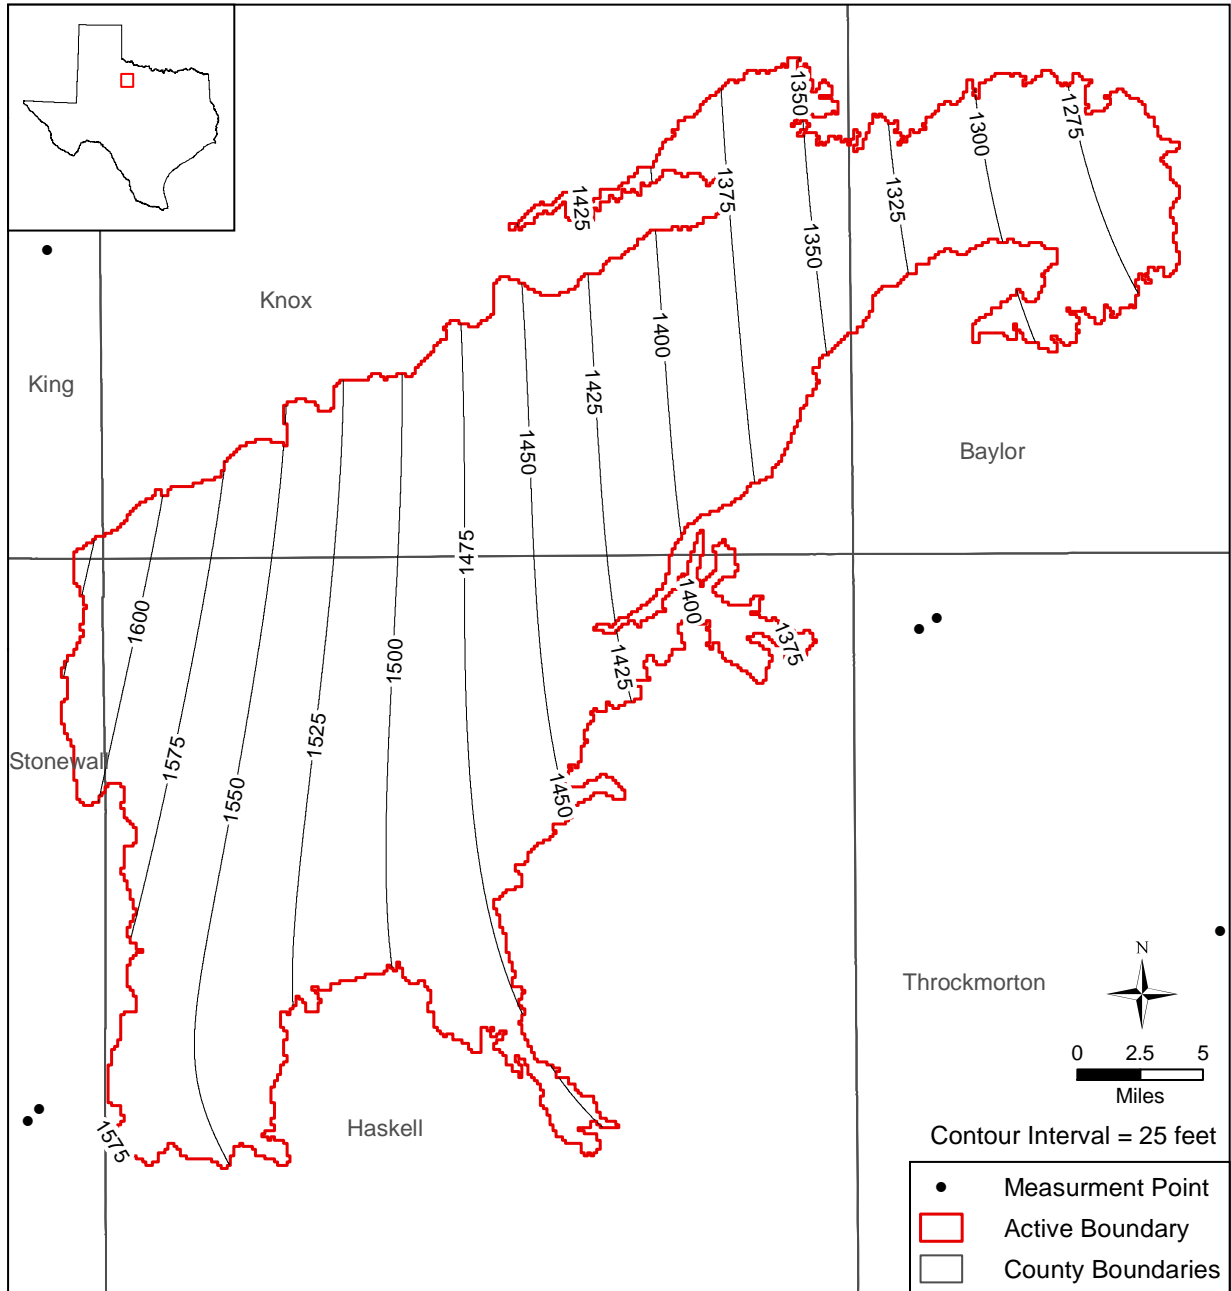 1350
1275
1300
1375
1425
1325
1350
Knox
1400
King
1425
1450
Baylor
1475
1400
1600
1375
1500
1425
1525
1575
Stonewall
1550
1450
N
Throckmorton
0 2.5 5
Miles
Haskell
1575
Contour Interval = 25 feet
Measurment Point
Active Boundary
County Boundaries